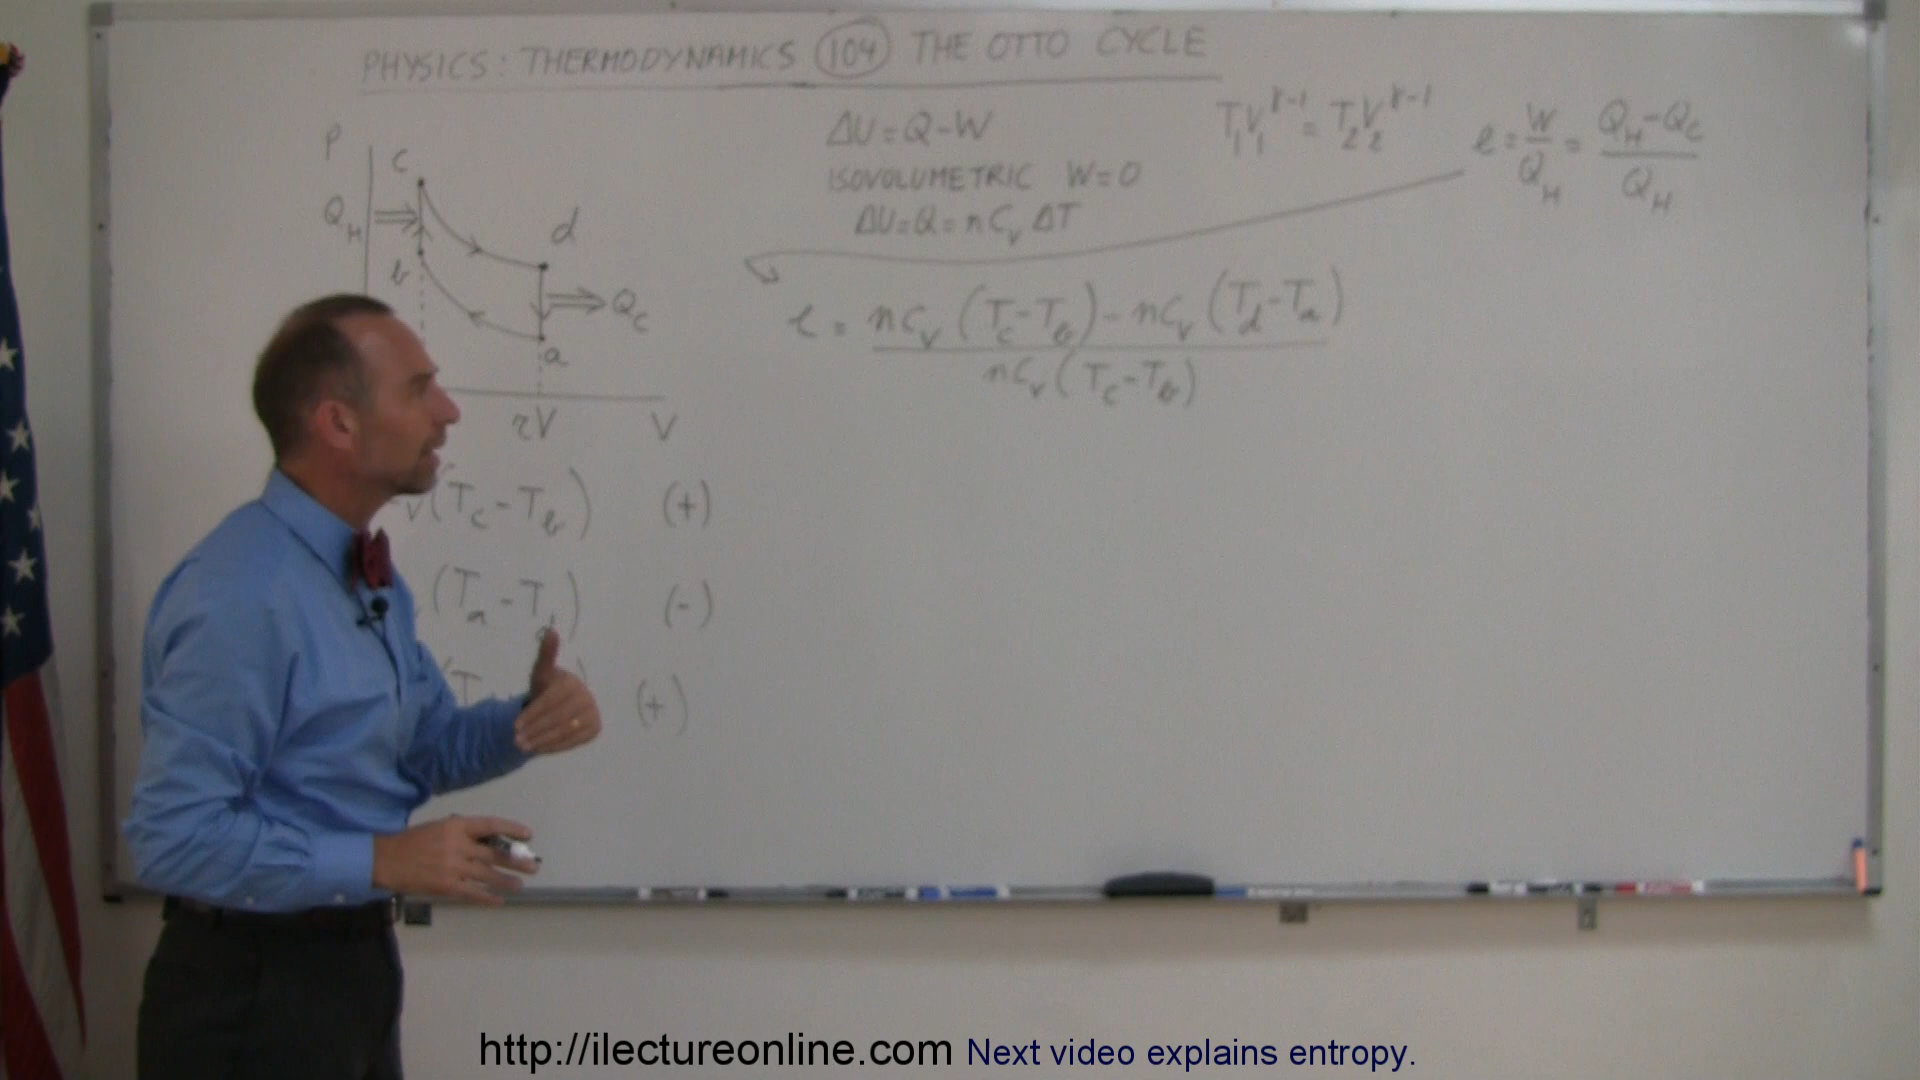 PHYSICS: THERMODYNAMICS 104 THE OTTO CYCLE
ΔU = Q - W
ISOVOLUMETRIC W = 0
ΔU = Q = nC_v ΔT
T₁V₁^γ-1 = T₂V₂^γ-1
e = W/Q_H = (Q_H - Q_C)/Q_H
e = (nC_v (T_c - T_b) - nC_v (T_d - T_a))/(nC_v (T_c - T_b))
P
c
Q_H
d
b
Q_C
a
rV V
v(T_c - T_b) (+)
(T_a - T_d) (-)
(T (+)
http://ilectureonline.com Next video explains entropy.